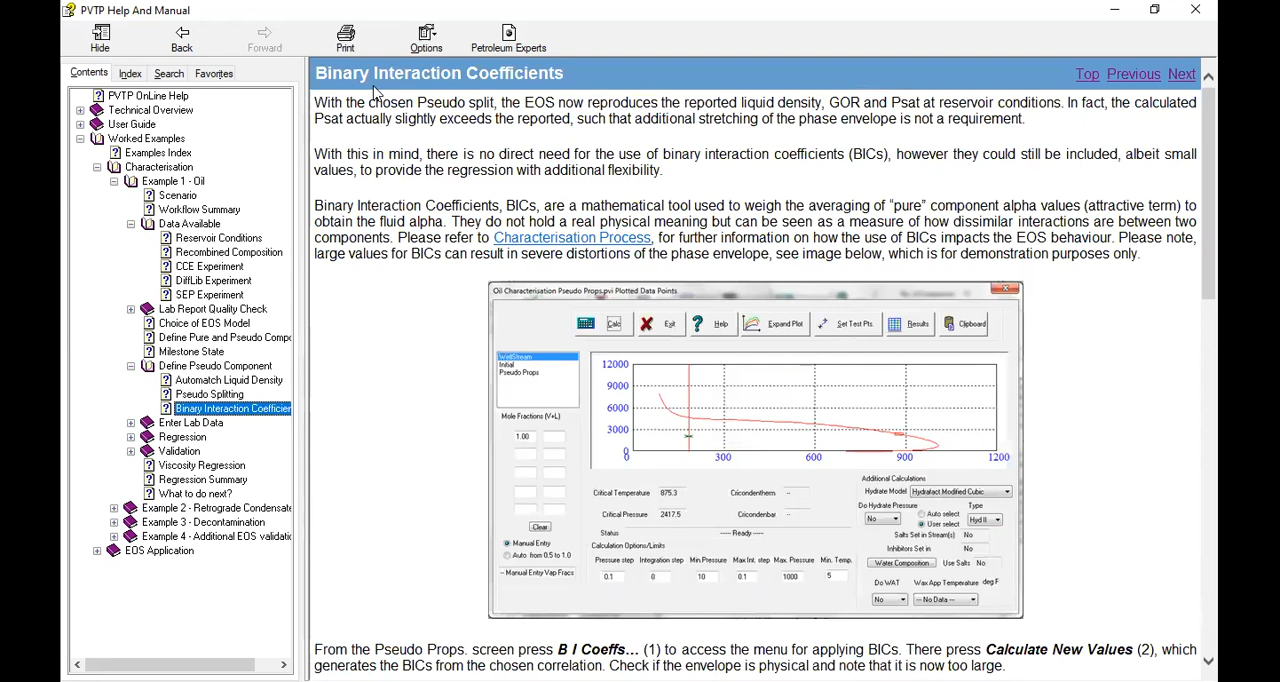 PVTP Help And Manual
Hide
Back
Forward
Print
Options
Petroleum Experts
Contents
Index
Search
Favorites
PVTP OnLine Help
Technical Overview
User Guide
Worked Examples
Examples Index
Characterisation
Example 1 - Oil
Scenario
Workflow Summary
Data Available
Reservoir Conditions
Recombined Composition
CCE Experiment
DiffLib Experiment
SEP Experiment
Lab Report Quality Check
Choice of EOS Model
Define Pure and Pseudo Compo
Milestone State
Define Pseudo Component
Automatch Liquid Density
Pseudo Splitting
Binary Interaction Coefficien
Enter Lab Data
Regression
Validation
Viscosity Regression
Regression Summary
What to do next?
Example 2 - Retrograde Condensate
Example 3 - Decontamination
Example 4 - Additional EOS validati
EOS Application
Binary Interaction Coefficients
Top Previous Next
With the chosen Pseudo split, the EOS now reproduces the reported liquid density, GOR and Psat at reservoir conditions. In fact, the calculated
Psat actually slightly exceeds the reported, such that additional stretching of the phase envelope is not a requirement.
With this in mind, there is no direct need for the use of binary interaction coefficients (BICs), however they could still be included, albeit small
values, to provide the regression with additional flexibility.
Binary Interaction Coefficients, BICs, are a mathematical tool used to weigh the averaging of “pure” component alpha values (attractive term) to
obtain the fluid alpha. They do not hold a real physical meaning but can be seen as a measure of how dissimilar interactions are between two
components. Please refer to Characterisation Process, for further information on how the use of BICs impacts the EOS behaviour. Please note,
large values for BICs can result in severe distortions of the phase envelope, see image below, which is for demonstration purposes only.
Oil Characterisation Pseudo Props.pvi Plotted Data Points
Calc
Exit
Help
Expand Plot
Set Test Pts.
Results
Clipboard
WellStream
Initial
Pseudo Props
Mole Fractions (V+L)
1.00
Clear
Manual Entry
Auto from 0.5 to 1.0
-- Manual Entry Vap Fracs
12000
9000
6000
3000
0
0 300 600 900 1200
Critical Temperature 875.3 Cricondentherm --
Critical Pressure 2417.5 Cricondenbar --
Status ---- Ready ----
Calculation Options/Limits
Pressure step Integration step Min.Pressure Max Int. step Max. Pressure Min. Temp.
0.1 0 10 0.1 1000 5
Additional Calculations
Hydrate Model Hydrafact Modified Cubic
Do Hydrate Pressure
No
Auto select
User select
Type
Hyd II
Salts Set in Stream(s) No
Inhibitors Set in No
Water Composition Use Salts No
Do WAT Wax App Temperature deg F
No -- No Data --
From the Pseudo Props. screen press B I Coeffs... (1) to access the menu for applying BICs. There press Calculate New Values (2), which
generates the BICs from the chosen correlation. Check if the envelope is physical and note that it is now too large.